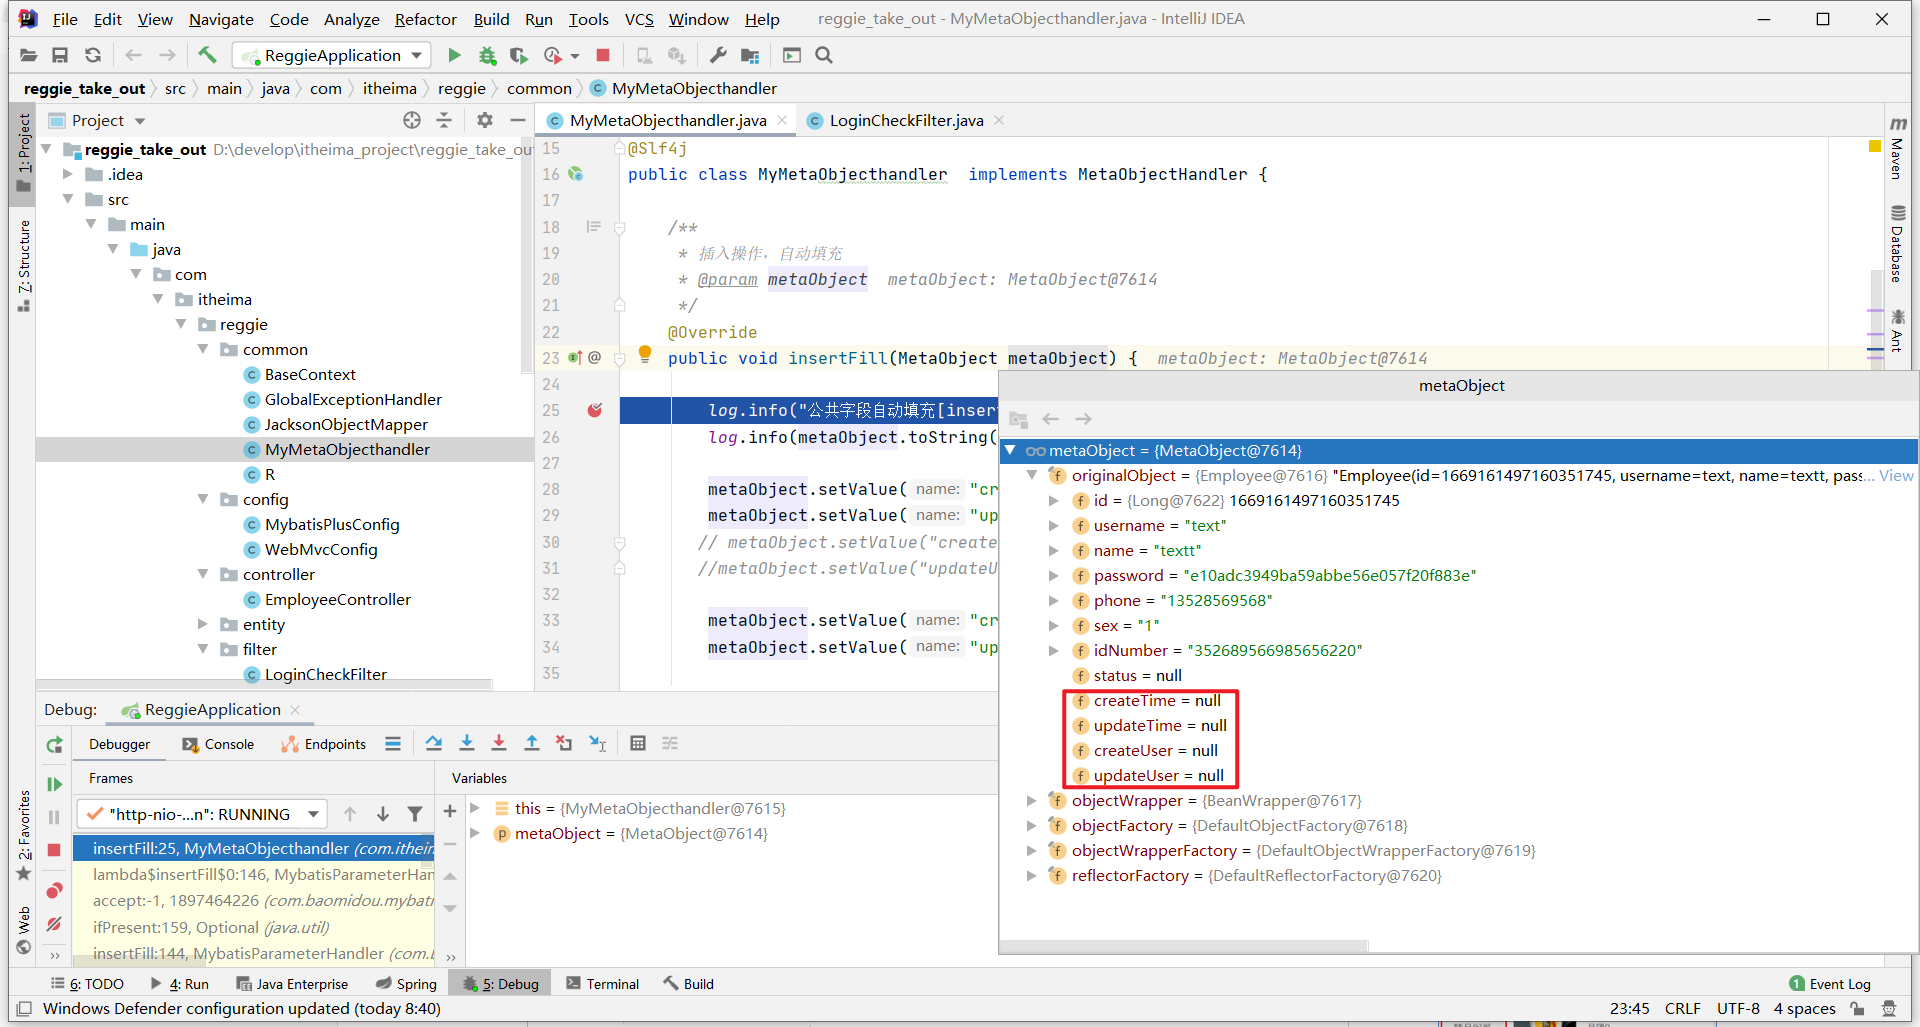 File Edit View Navigate Code Analyze Refactor Build Run Tools VCS Window Help reggie_take_out - MyMetaObjecthandler.java - IntelliJ IDEA
ReggieApplication
reggie_take_out src main java com itheima reggie common MyMetaObjecthandler
1: Project
Z: Structure
2: Favorites
Web
Project
reggie_take_out D:\develop\itheima_project\reggie_take_ou
.idea
src
main
java
com
itheima
reggie
common
BaseContext
GlobalExceptionHandler
JacksonObjectMapper
MyMetaObjecthandler
R
config
MybatisPlusConfig
WebMvcConfig
controller
EmployeeController
entity
filter
LoginCheckFilter
MyMetaObjecthandler.java LoginCheckFilter.java
15 @Slf4j
16 public class MyMetaObjecthandler implements MetaObjectHandler {
17
18 /**
19 * 插入操作，自动填充
20 * @param metaObject metaObject: MetaObject@7614
21 */
22 @Override
23 public void insertFill(MetaObject metaObject) { metaObject: MetaObject@7614
24
25 log.info("公共字段自动填充[inser
26 log.info(metaObject.toString(
27
28 metaObject.setValue( name: "cr
29 metaObject.setValue( name: "up
30 // metaObject.setValue("create
31 //metaObject.setValue("updateU
32
33 metaObject.setValue( name: "cr
34 metaObject.setValue( name: "up
35
Maven
Database
Ant
metaObject
metaObject = {MetaObject@7614}
originalObject = {Employee@7616} "Employee(id=1669161497160351745, username=text, name=textt, pass... View
id = {Long@7622} 1669161497160351745
username = "text"
name = "textt"
password = "e10adc3949ba59abbe56e057f20f883e"
phone = "13528569568"
sex = "1"
idNumber = "352689566985656220"
status = null
createTime = null
updateTime = null
createUser = null
updateUser = null
objectWrapper = {BeanWrapper@7617}
objectFactory = {DefaultObjectFactory@7618}
objectWrapperFactory = {DefaultObjectWrapperFactory@7619}
reflectorFactory = {DefaultReflectorFactory@7620}
Debug: ReggieApplication
Debugger Console Endpoints
Frames
Variables
"http-nio-...n": RUNNING
insertFill:25, MyMetaObjecthandler (com.ithein
lambda$insertFill$0:146, MybatisParameterHan
accept:-1, 1897464226 (com.baomidou.mybati
ifPresent:159, Optional (java.util)
insertFill:144, MybatisParameterHandler (com.b
this = {MyMetaObjecthandler@7615}
metaObject = {MetaObject@7614}
6: TODO 4: Run Java Enterprise Spring 5: Debug Terminal Build 1 Event Log
Windows Defender configuration updated (today 8:40) 23:45 CRLF UTF-8 4 spaces